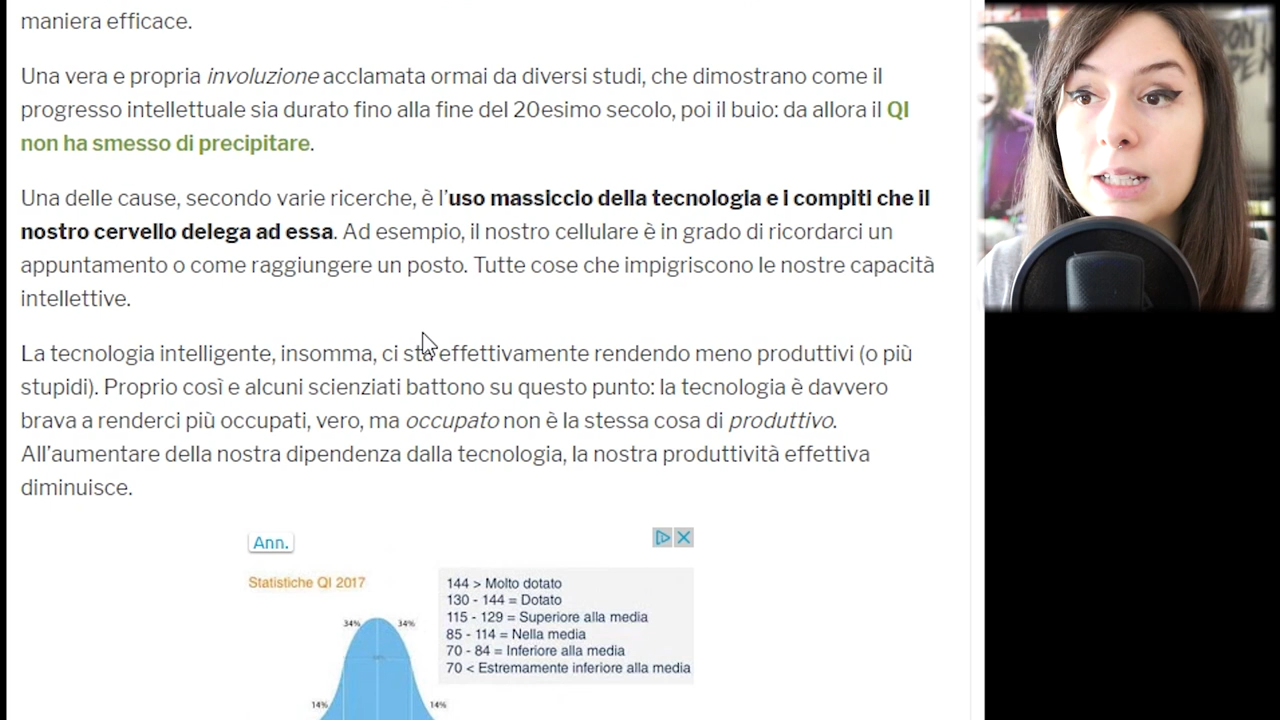 maniera efficace.
Una vera e propria involuzione acclamata ormai da diversi studi, che dimostrano come il
progresso intellettuale sia durato fino alla fine del 20esimo secolo, poi il buio: da allora il QI
non ha smesso di precipitare.
Una delle cause, secondo varie ricerche, è l'uso massiccio della tecnologia e i compiti che il
nostro cervello delega ad essa. Ad esempio, il nostro cellulare è in grado di ricordarci un
appuntamento o come raggiungere un posto. Tutte cose che impigriscono le nostre capacità
intellettive.
La tecnologia intelligente, insomma, ci sta effettivamente rendendo meno produttivi (o più
stupidi). Proprio così e alcuni scienziati battono su questo punto: la tecnologia è davvero
brava a renderci più occupati, vero, ma occupato non è la stessa cosa di produttivo.
All'aumentare della nostra dipendenza dalla tecnologia, la nostra produttività effettiva
diminuisce.
Ann.
Statistiche QI 2017
144 > Molto dotato
130 - 144 = Dotato
115 - 129 = Superiore alla media
85 - 114 = Nella media
70 - 84 = Inferiore alla media
70 < Estremamente inferiore alla media
34% 34%
14% 14%